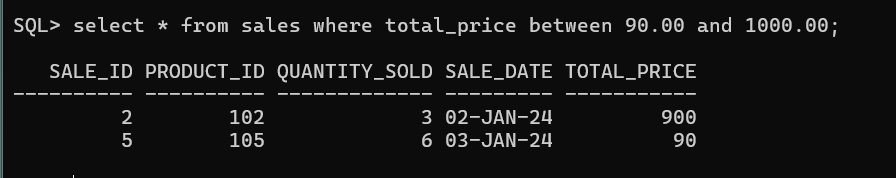 SQL> select * from sales where total_price between 90.00 and 1000.00;
SALE_ID PRODUCT_ID QUANTITY_SOLD SALE_DATE TOTAL_PRICE
---------- ---------- ------------- --------- -----------
2 102 3 02-JAN-24 900
5 105 6 03-JAN-24 90